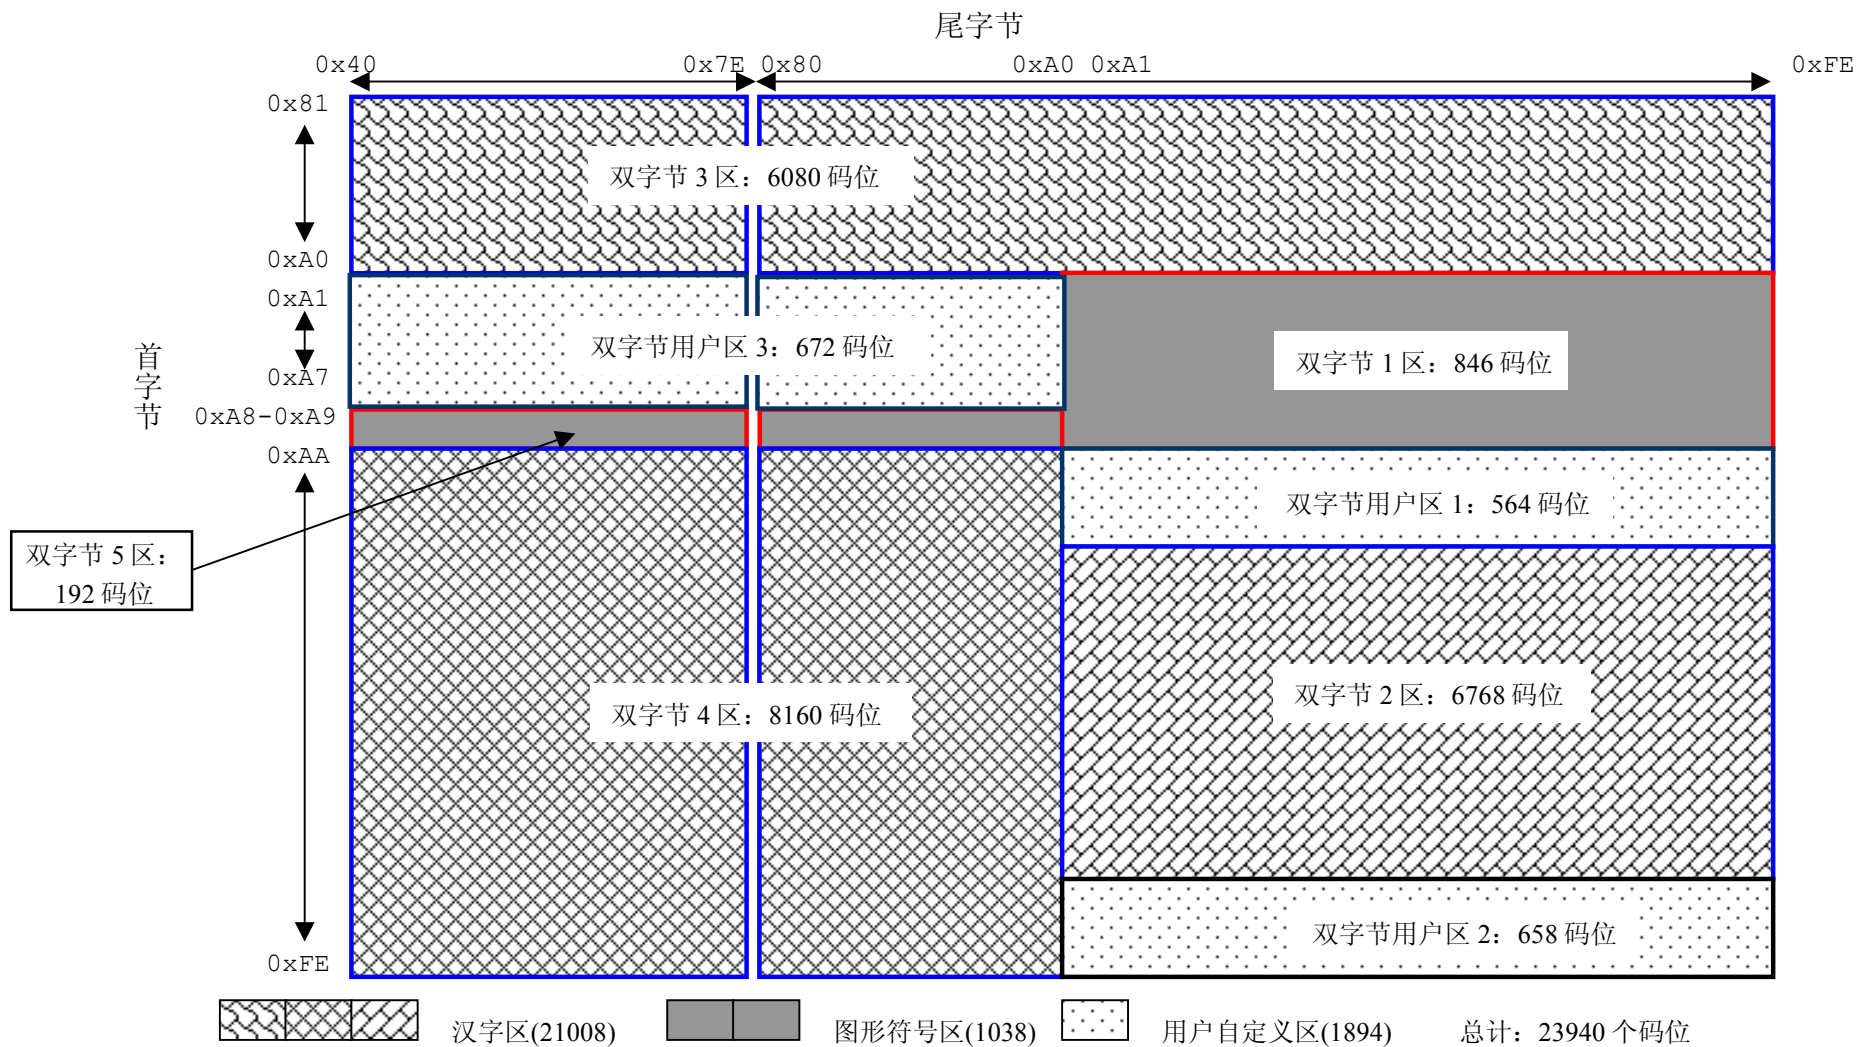 尾字节
0x40 0x7E 0x80 0xA0 0xA1 0xFE
0x81
双字节 3 区：6080 码位
0xA0
0xA1
双字节用户区 3：672 码位
双字节 1 区：846 码位
首字节
0xA7
0xA8-0xA9
0xAA
双字节用户区 1：564 码位
双字节 5 区：
192 码位
双字节 2 区：6768 码位
双字节 4 区：8160 码位
双字节用户区 2：658 码位
0xFE
汉字区(21008) 图形符号区(1038) 用户自定义区(1894) 总计：23940 个码位